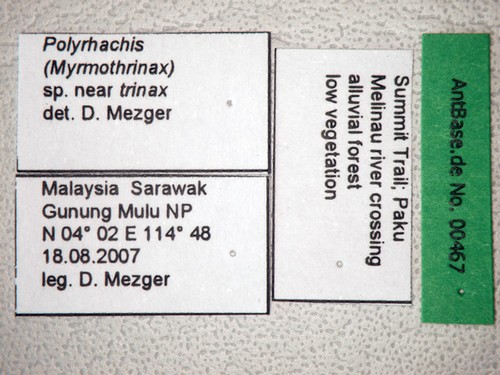 Polyrhachis
(Myrmothrinax)
sp. near trinax
det. D. Mezger
Malaysia Sarawak
Gunung Mulu NP
N 04° 02 E 114° 48
18.08.2007
leg. D. Mezger
Summit Trail; Paku
Melinau river crossing
alluvial forest
low vegetation
AntBase.de No. 00467